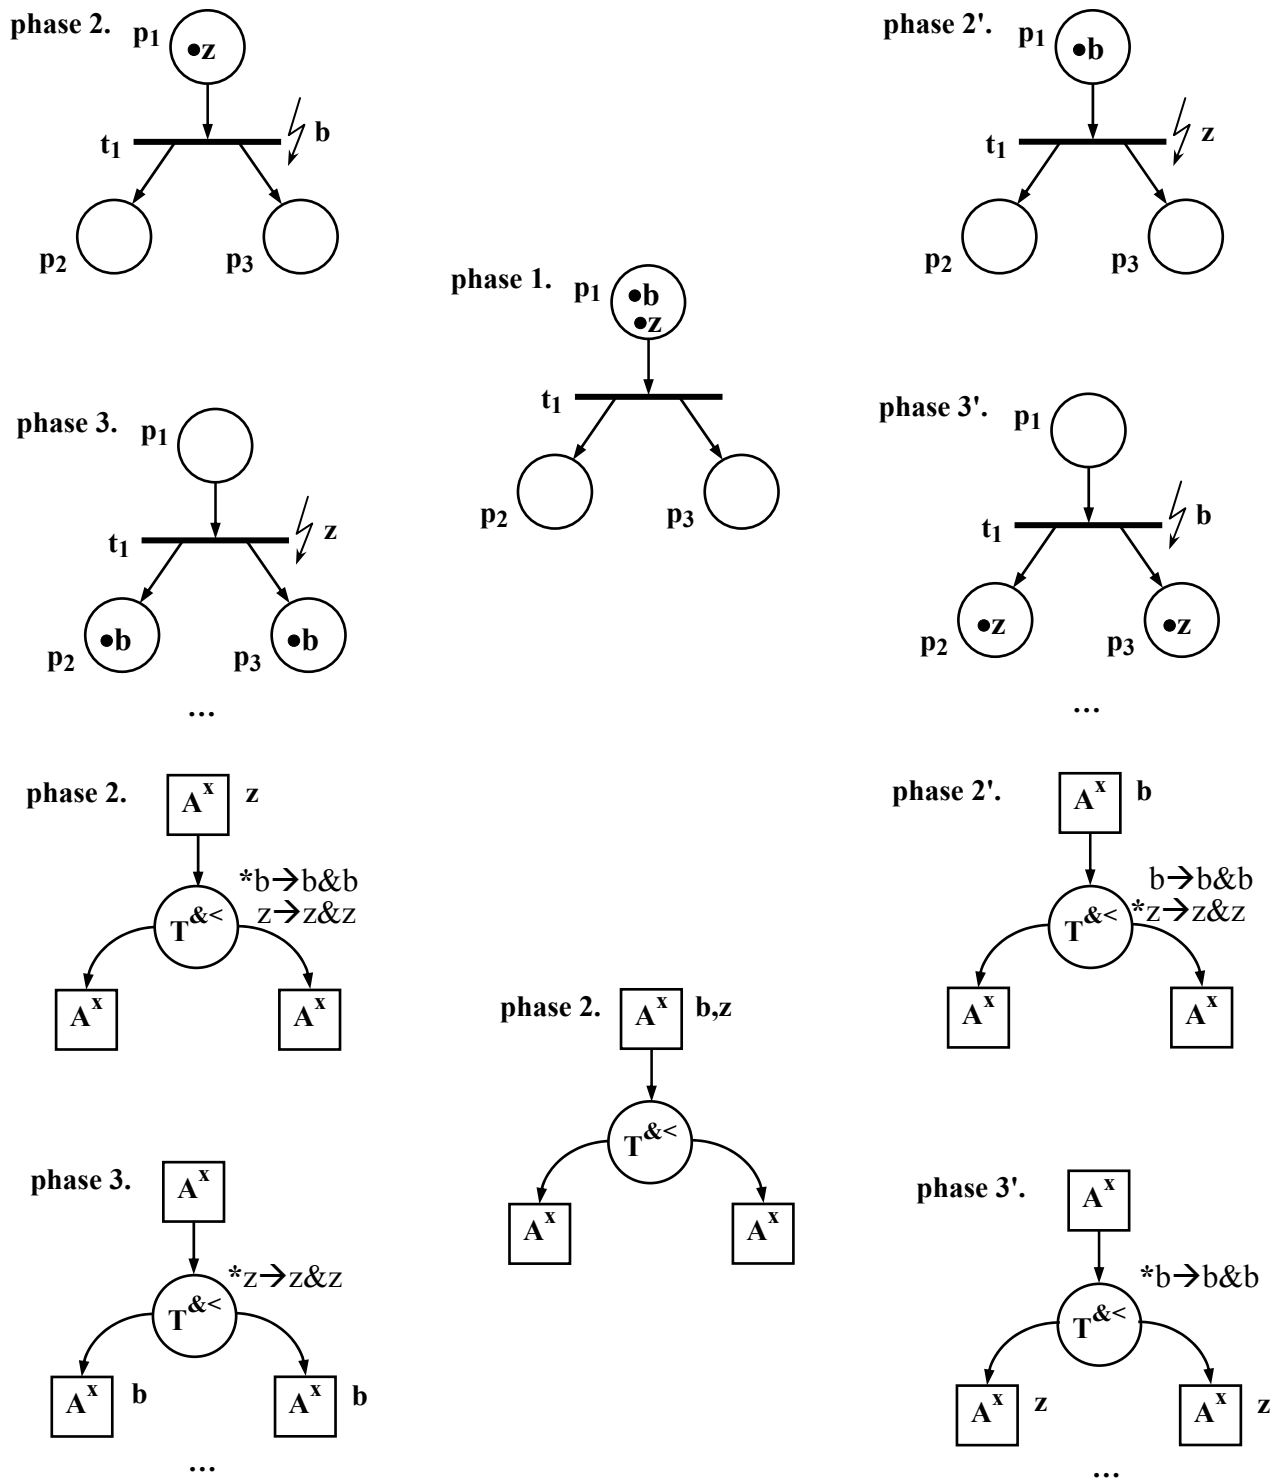 phase 2.
p1
•z
t1
b
p2
p3
phase 2'.
p1
•b
t1
z
p2
p3
phase 1.
p1
•b
•z
t1
p2
p3
phase 3.
p1
t1
z
•b
•b
p2
p3
...
phase 3'.
p1
t1
b
•z
•z
p2
p3
...
phase 2.
A^x z
*b→b&b
z→z&z
T^&<
A^x
A^x
phase 2'.
A^x b
b→b&b
*z→z&z
T^&<
A^x
A^x
phase 2.
A^x b,z
T^&<
A^x
A^x
phase 3.
A^x
*z→z&z
T^&<
A^x b
A^x b
...
phase 3'.
A^x
*b→b&b
T^&<
A^x z
A^x z
...